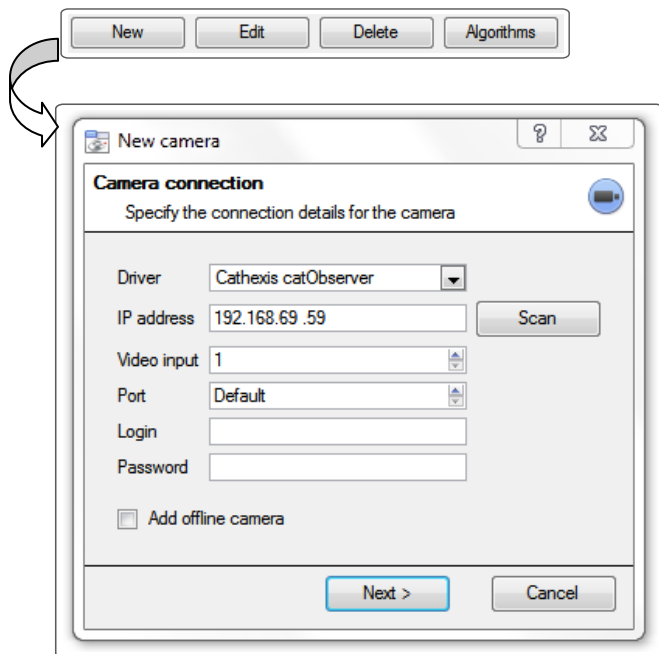 New Edit Delete Algorithms
New camera
Camera connection
Specify the connection details for the camera
Driver Cathexis catObserver
IP address 192.168.69 .59 Scan
Video input 1
Port Default
Login
Password
Add offline camera
Next > Cancel